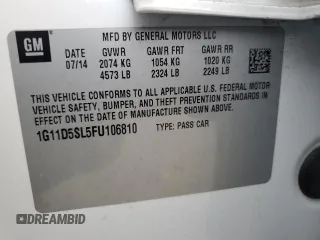 GM
MFD BY GENERAL MOTORS LLC
DATE GVWR GAWR FRT GAWR RR
07/14 2074 KG 1054 KG 1020 KG
4573 LB 2324 LB 2249 LB
THIS VEHICLE CONFORMS TO ALL APPLICABLE U.S. FEDERAL MOTOR
VEHICLE SAFETY, BUMPER, AND THEFT PREVENTION STANDARDS IN
EFFECT ON THE DATE OF MANUFACTURE SHOWN ABOVE.
1G11D5SL5FU106810 TYPE: PASS CAR
AUTOBIDMASTER